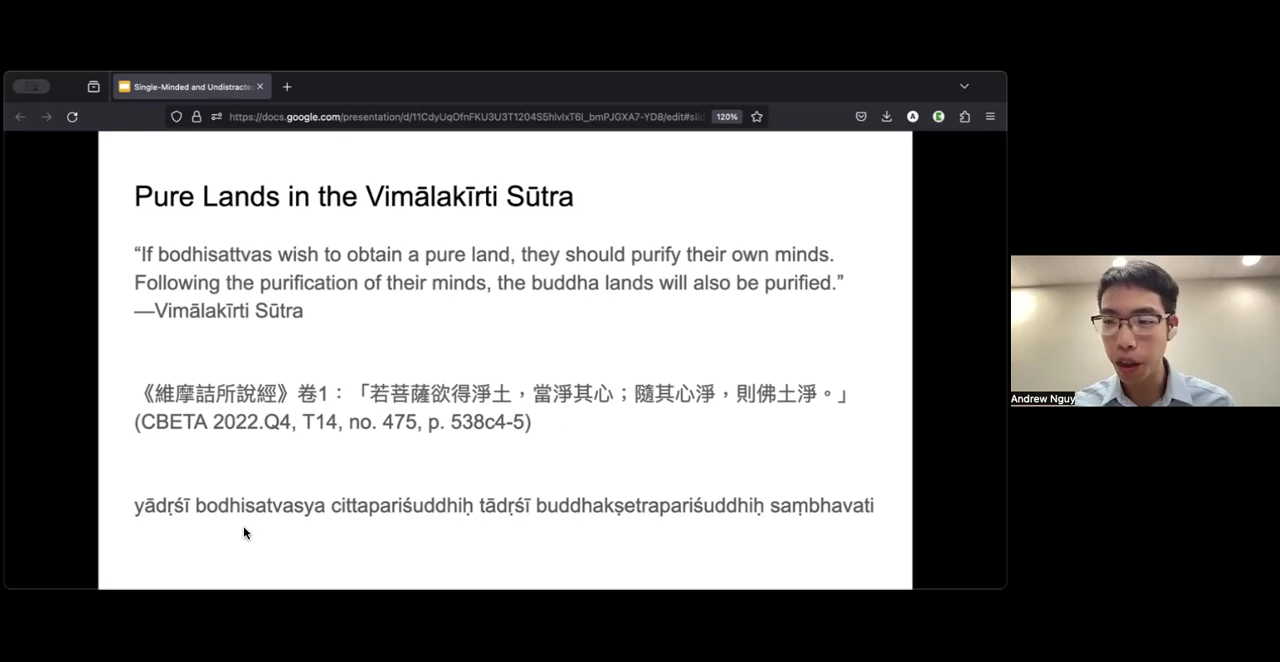 Single-Minded and Undistracte
https://docs.google.com/presentation/d/11CdyUqOfnFKU3U3T1204S5hlvlxT6l_bmPJGXA7-YD8/edit#sli
120%
Pure Lands in the Vimālakīrti Sūtra
“If bodhisattvas wish to obtain a pure land, they should purify their own minds.
Following the purification of their minds, the buddha lands will also be purified.”
—Vimālakīrti Sūtra
《維摩詰所說經》卷1：「若菩薩欲得淨土，當淨其心；隨其心淨，則佛土淨。」
(CBETA 2022.Q4, T14, no. 475, p. 538c4-5)
yādṛśī bodhisatvasya cittapariśuddhiḥ tādṛśī buddhakṣetrapariśuddhiḥ saṃbhavati
Andrew Nguy